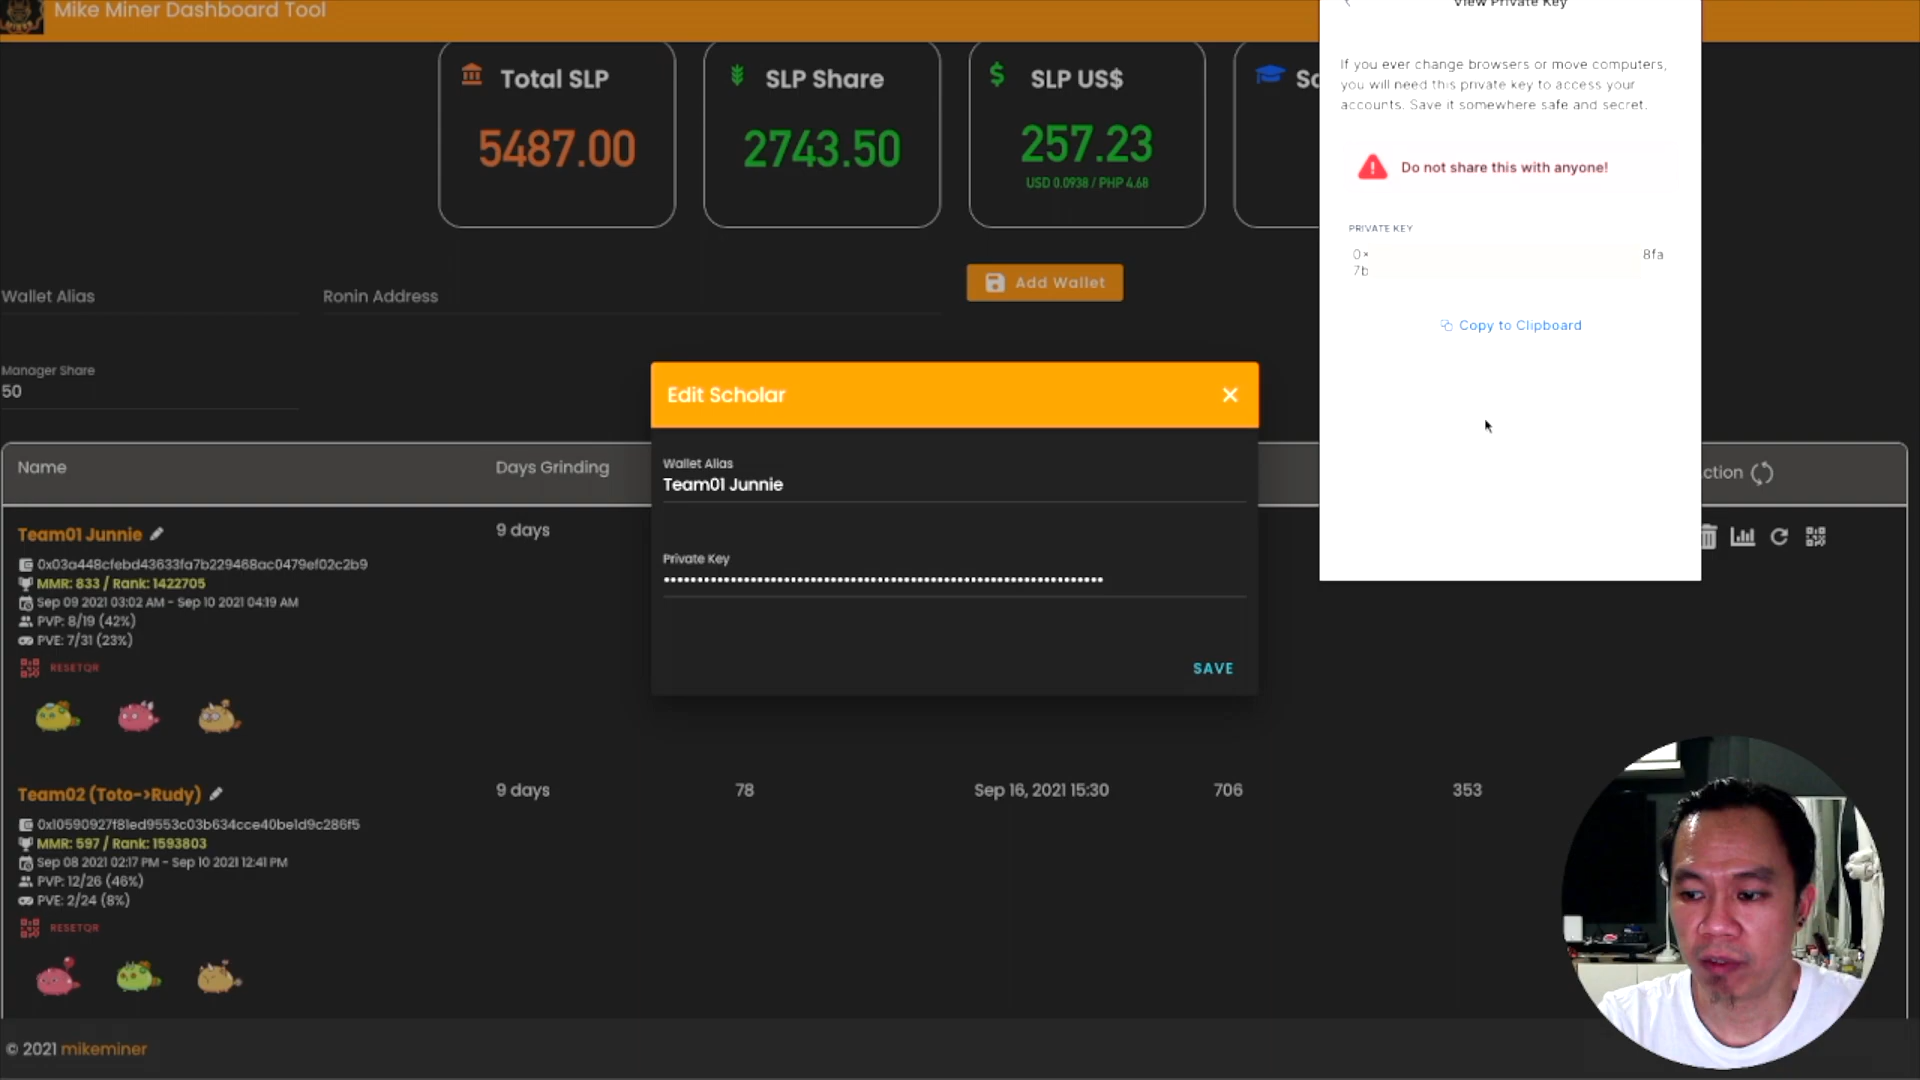 Mike Miner Dashboard Tool
Total SLP
5487.00
SLP Share
2743.50
SLP US$
257.23
USD 0.0938 / PHP 4.68
Sc
View Private Key
If you ever change browsers or move computers,
you will need this private key to access your
accounts. Save it somewhere safe and secret.
Do not share this with anyone!
PRIVATE KEY
0x 8fa
7b
Copy to Clipboard
Wallet Alias
Ronin Address
Add Wallet
Manager Share
50
Edit Scholar
Wallet Alias
Team01 Junnie
Private Key
SAVE
Name
Days Grinding
ction
Team01 Junnie
9 days
0x03a448cfebd43633fa7b229468ac0479ef02c2b9
MMR: 833 / Rank: 1422705
Sep 09 2021 03:02 AM - Sep 10 2021 04:19 AM
PVP: 8/19 (42%)
PVE: 7/31 (23%)
RESETQR
Team02 (Toto->Rudy)
9 days
78
Sep 16, 2021 15:30
706
353
0x10590927f81ed9553c03b634cce40be1d9c286f5
MMR: 597 / Rank: 1593803
Sep 08 2021 02:17 PM - Sep 10 2021 12:41 PM
PVP: 12/26 (46%)
PVE: 2/24 (8%)
RESETQR
© 2021 mikeminer